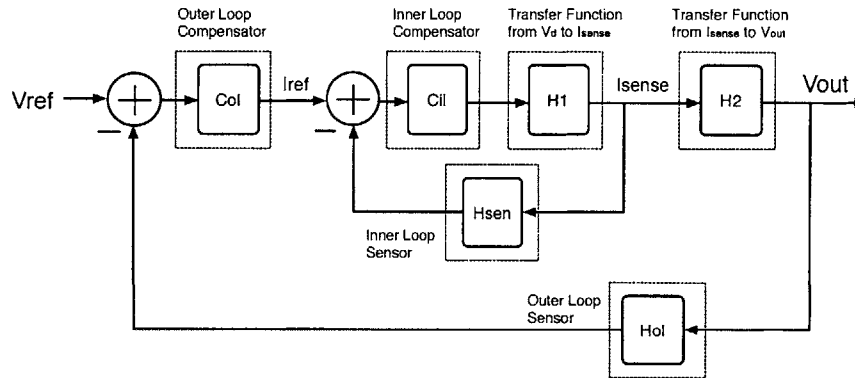 Outer Loop
Compensator
Inner Loop
Compensator
Transfer Function
from Vd to Isense
Transfer Function
from Isense to Vout
Vref
+
−
Col
Iref
+
−
Cil
H1
Isense
H2
Vout
Hsen
Inner Loop
Sensor
Outer Loop
Sensor
Hol